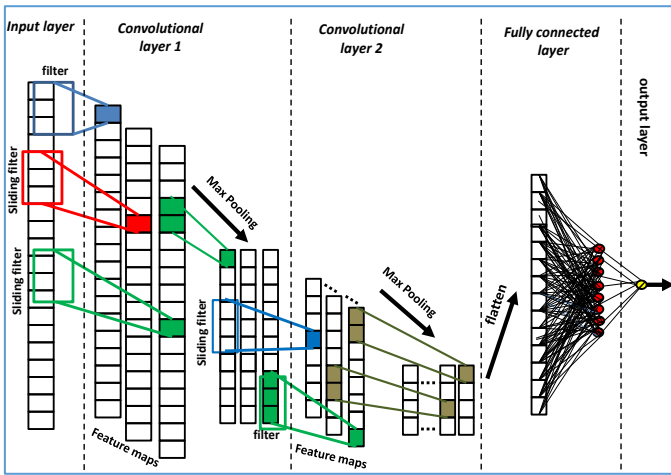 Input layer
Convolutional
layer 1
Convolutional
layer 2
Fully connected
layer
output layer
filter
Sliding filter
Sliding filter
Max Pooling
Sliding filter
Max Pooling
flatten
filter
Feature maps
Feature maps